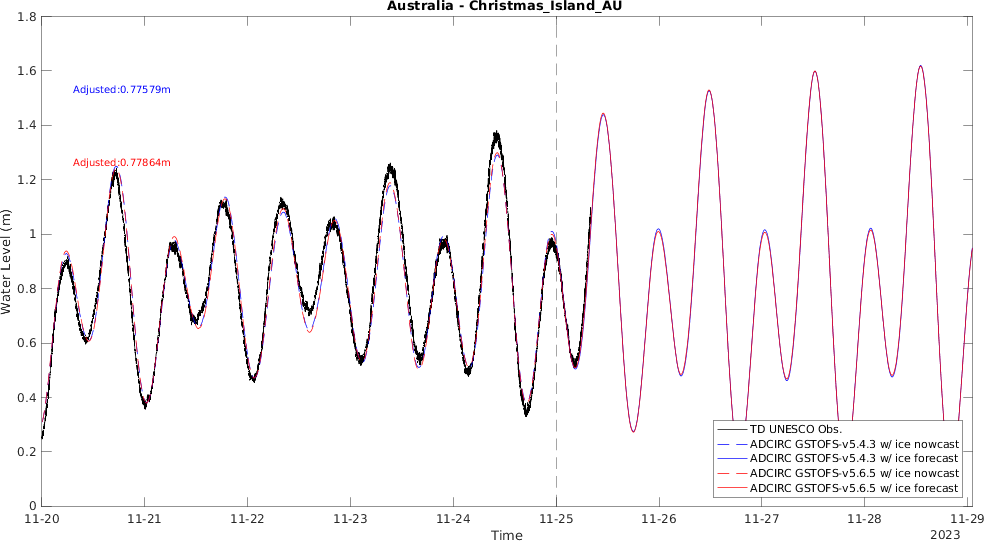 Australia - Christmas_Island_AU
1.8
1.6
1.4
1.2
1
0.8
0.6
0.4
0.2
0
Water Level (m)
Adjusted:0.77579m
Adjusted:0.77864m
TD UNESCO Obs.
ADCIRC GSTOFS-v5.4.3 w/ ice nowcast
ADCIRC GSTOFS-v5.4.3 w/ ice forecast
ADCIRC GSTOFS-v5.6.5 w/ ice nowcast
ADCIRC GSTOFS-v5.6.5 w/ ice forecast
11-20 11-21 11-22 11-23 11-24 11-25 11-26 11-27 11-28 11-29
Time
2023